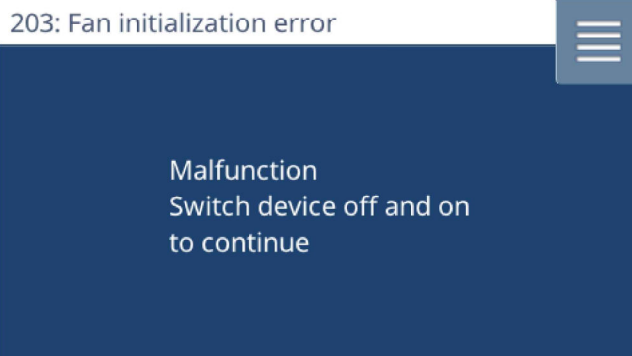 203: Fan initialization error
Malfunction
Switch device off and on
to continue